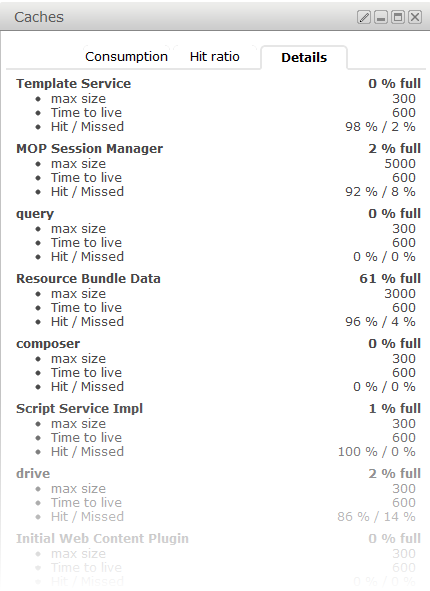 Caches
Consumption Hit ratio Details
Template Service 0 % full
max size 300
Time to live 600
Hit / Missed 98 % / 2 %
MOP Session Manager 2 % full
max size 5000
Time to live 600
Hit / Missed 92 % / 8 %
query 0 % full
max size 300
Time to live 600
Hit / Missed 0 % / 0 %
Resource Bundle Data 61 % full
max size 3000
Time to live 600
Hit / Missed 96 % / 4 %
composer 0 % full
max size 300
Time to live 600
Hit / Missed 0 % / 0 %
Script Service Impl 1 % full
max size 300
Time to live 600
Hit / Missed 100 % / 0 %
drive 2 % full
max size 300
Time to live 600
Hit / Missed 86 % / 14 %
Initial Web Content Plugin 0 % full
max size 300
Time to live 600
Hit / Missed 0 % / 0 %